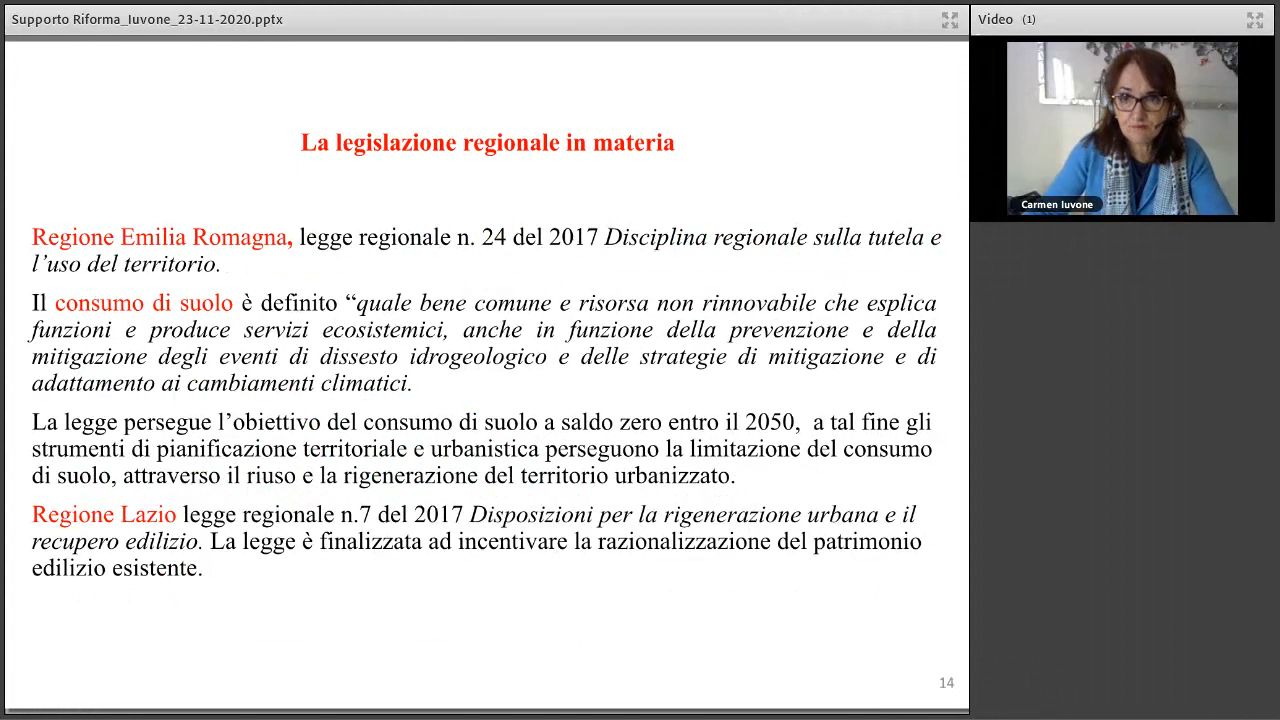 Supporto Riforma_Iuvone_23-11-2020.pptx
Video (1)
Carmen Iuvone
La legislazione regionale in materia
Regione Emilia Romagna, legge regionale n. 24 del 2017 Disciplina regionale sulla tutela e
l’uso del territorio.
Il consumo di suolo è definito “quale bene comune e risorsa non rinnovabile che esplica
funzioni e produce servizi ecosistemici, anche in funzione della prevenzione e della
mitigazione degli eventi di dissesto idrogeologico e delle strategie di mitigazione e di
adattamento ai cambiamenti climatici.
La legge persegue l’obiettivo del consumo di suolo a saldo zero entro il 2050, a tal fine gli
strumenti di pianificazione territoriale e urbanistica perseguono la limitazione del consumo
di suolo, attraverso il riuso e la rigenerazione del territorio urbanizzato.
Regione Lazio legge regionale n.7 del 2017 Disposizioni per la rigenerazione urbana e il
recupero edilizio. La legge è finalizzata ad incentivare la razionalizzazione del patrimonio
edilizio esistente.
14